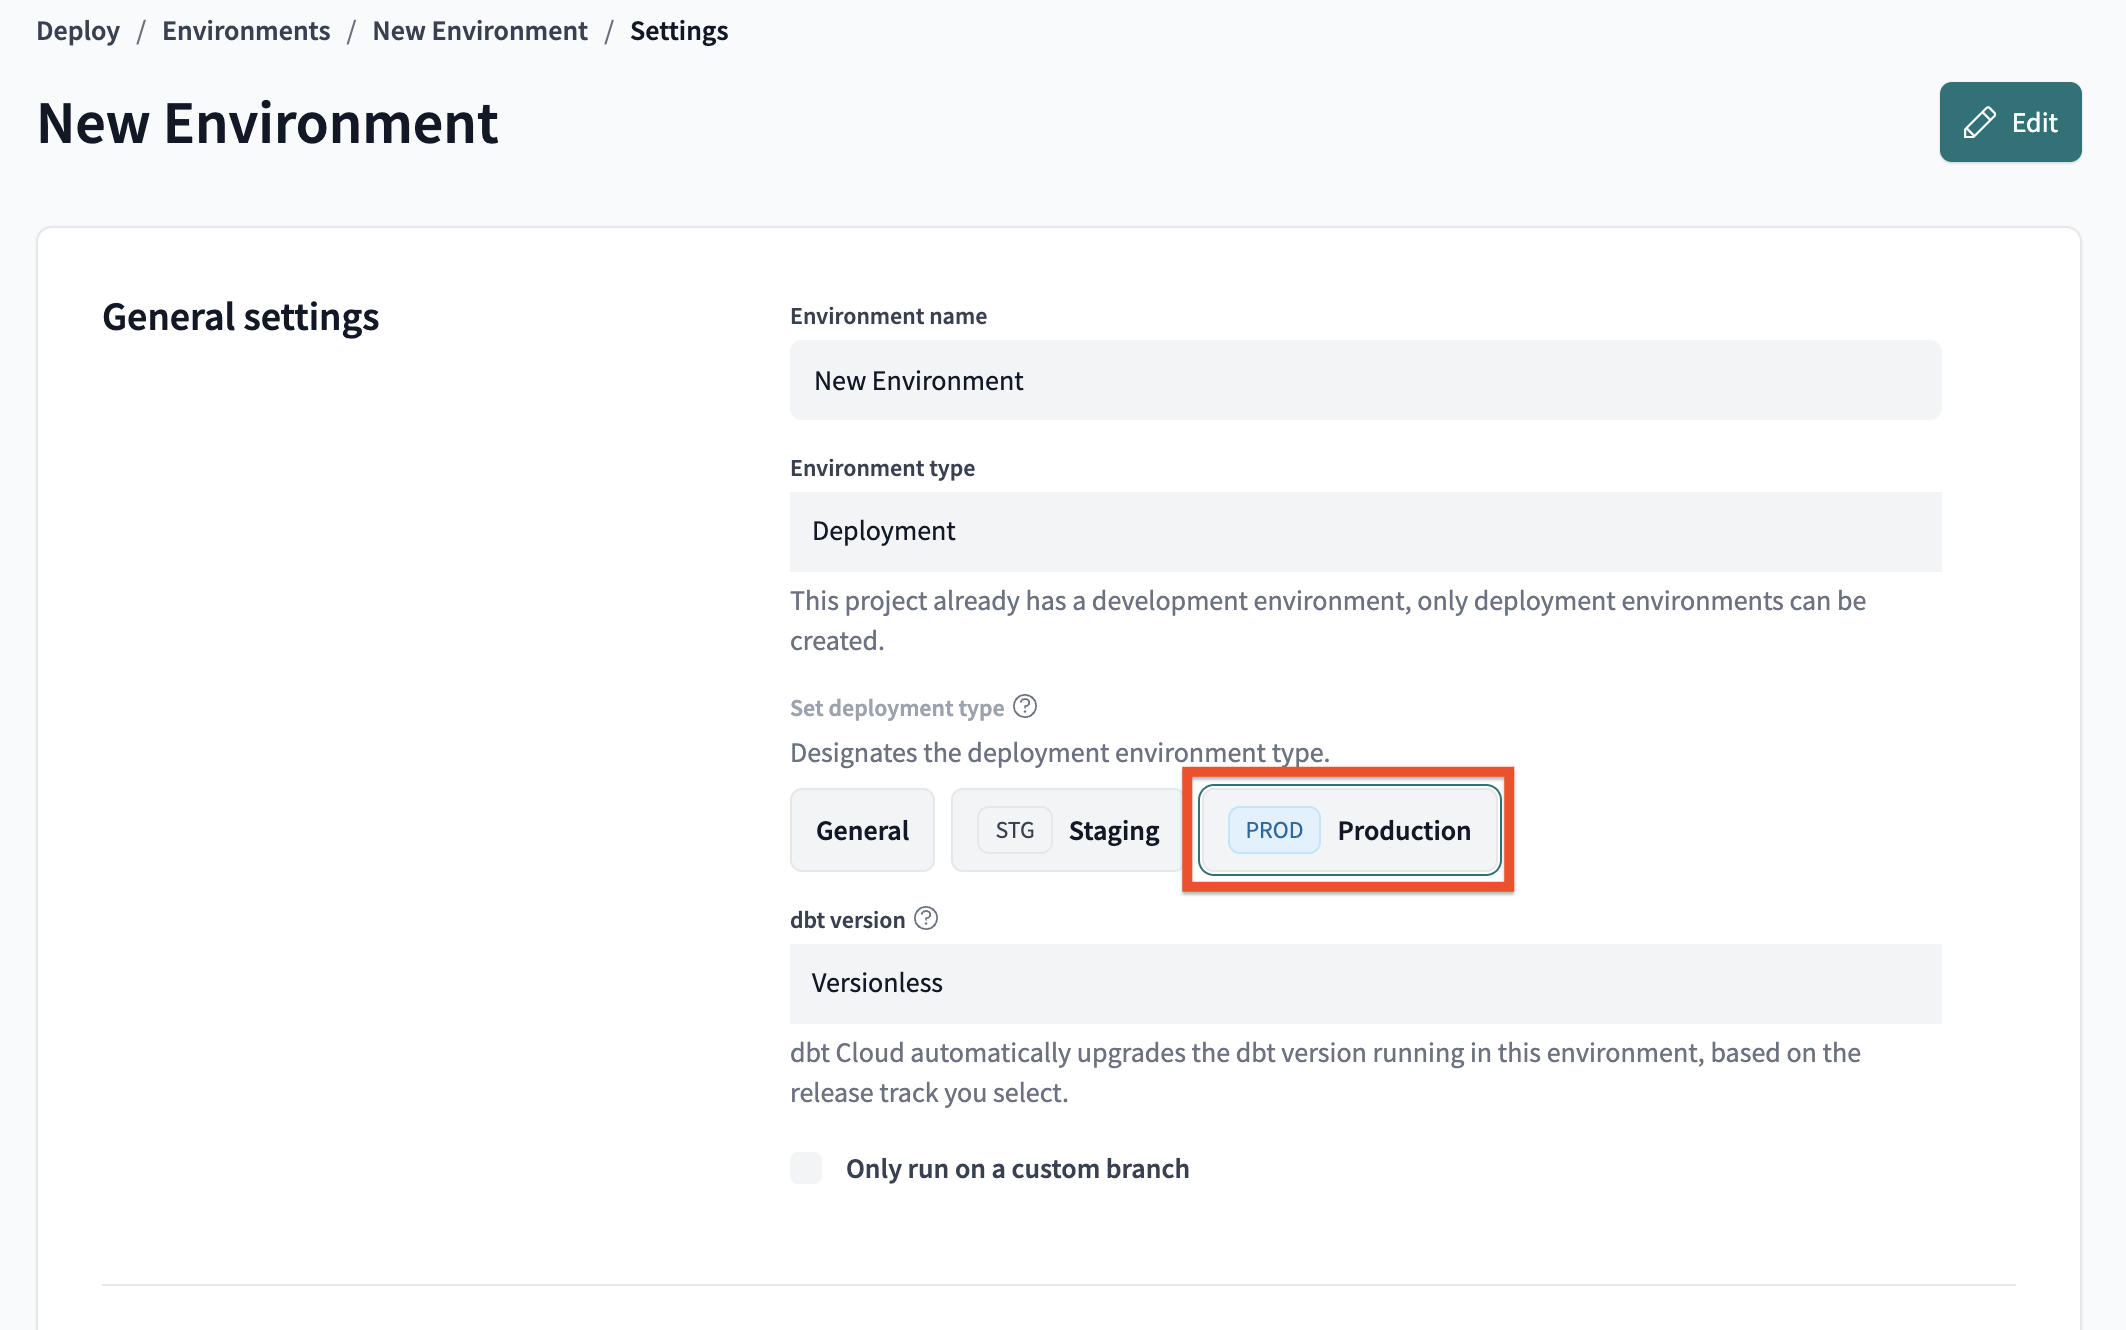 Deploy / Environments / New Environment / Settings
New Environment
Edit
General settings
Environment name
New Environment
Environment type
Deployment
This project already has a development environment, only deployment environments can be
created.
Set deployment type
Designates the deployment environment type.
General STG Staging PROD Production
dbt version
Versionless
dbt Cloud automatically upgrades the dbt version running in this environment, based on the
release track you select.
Only run on a custom branch